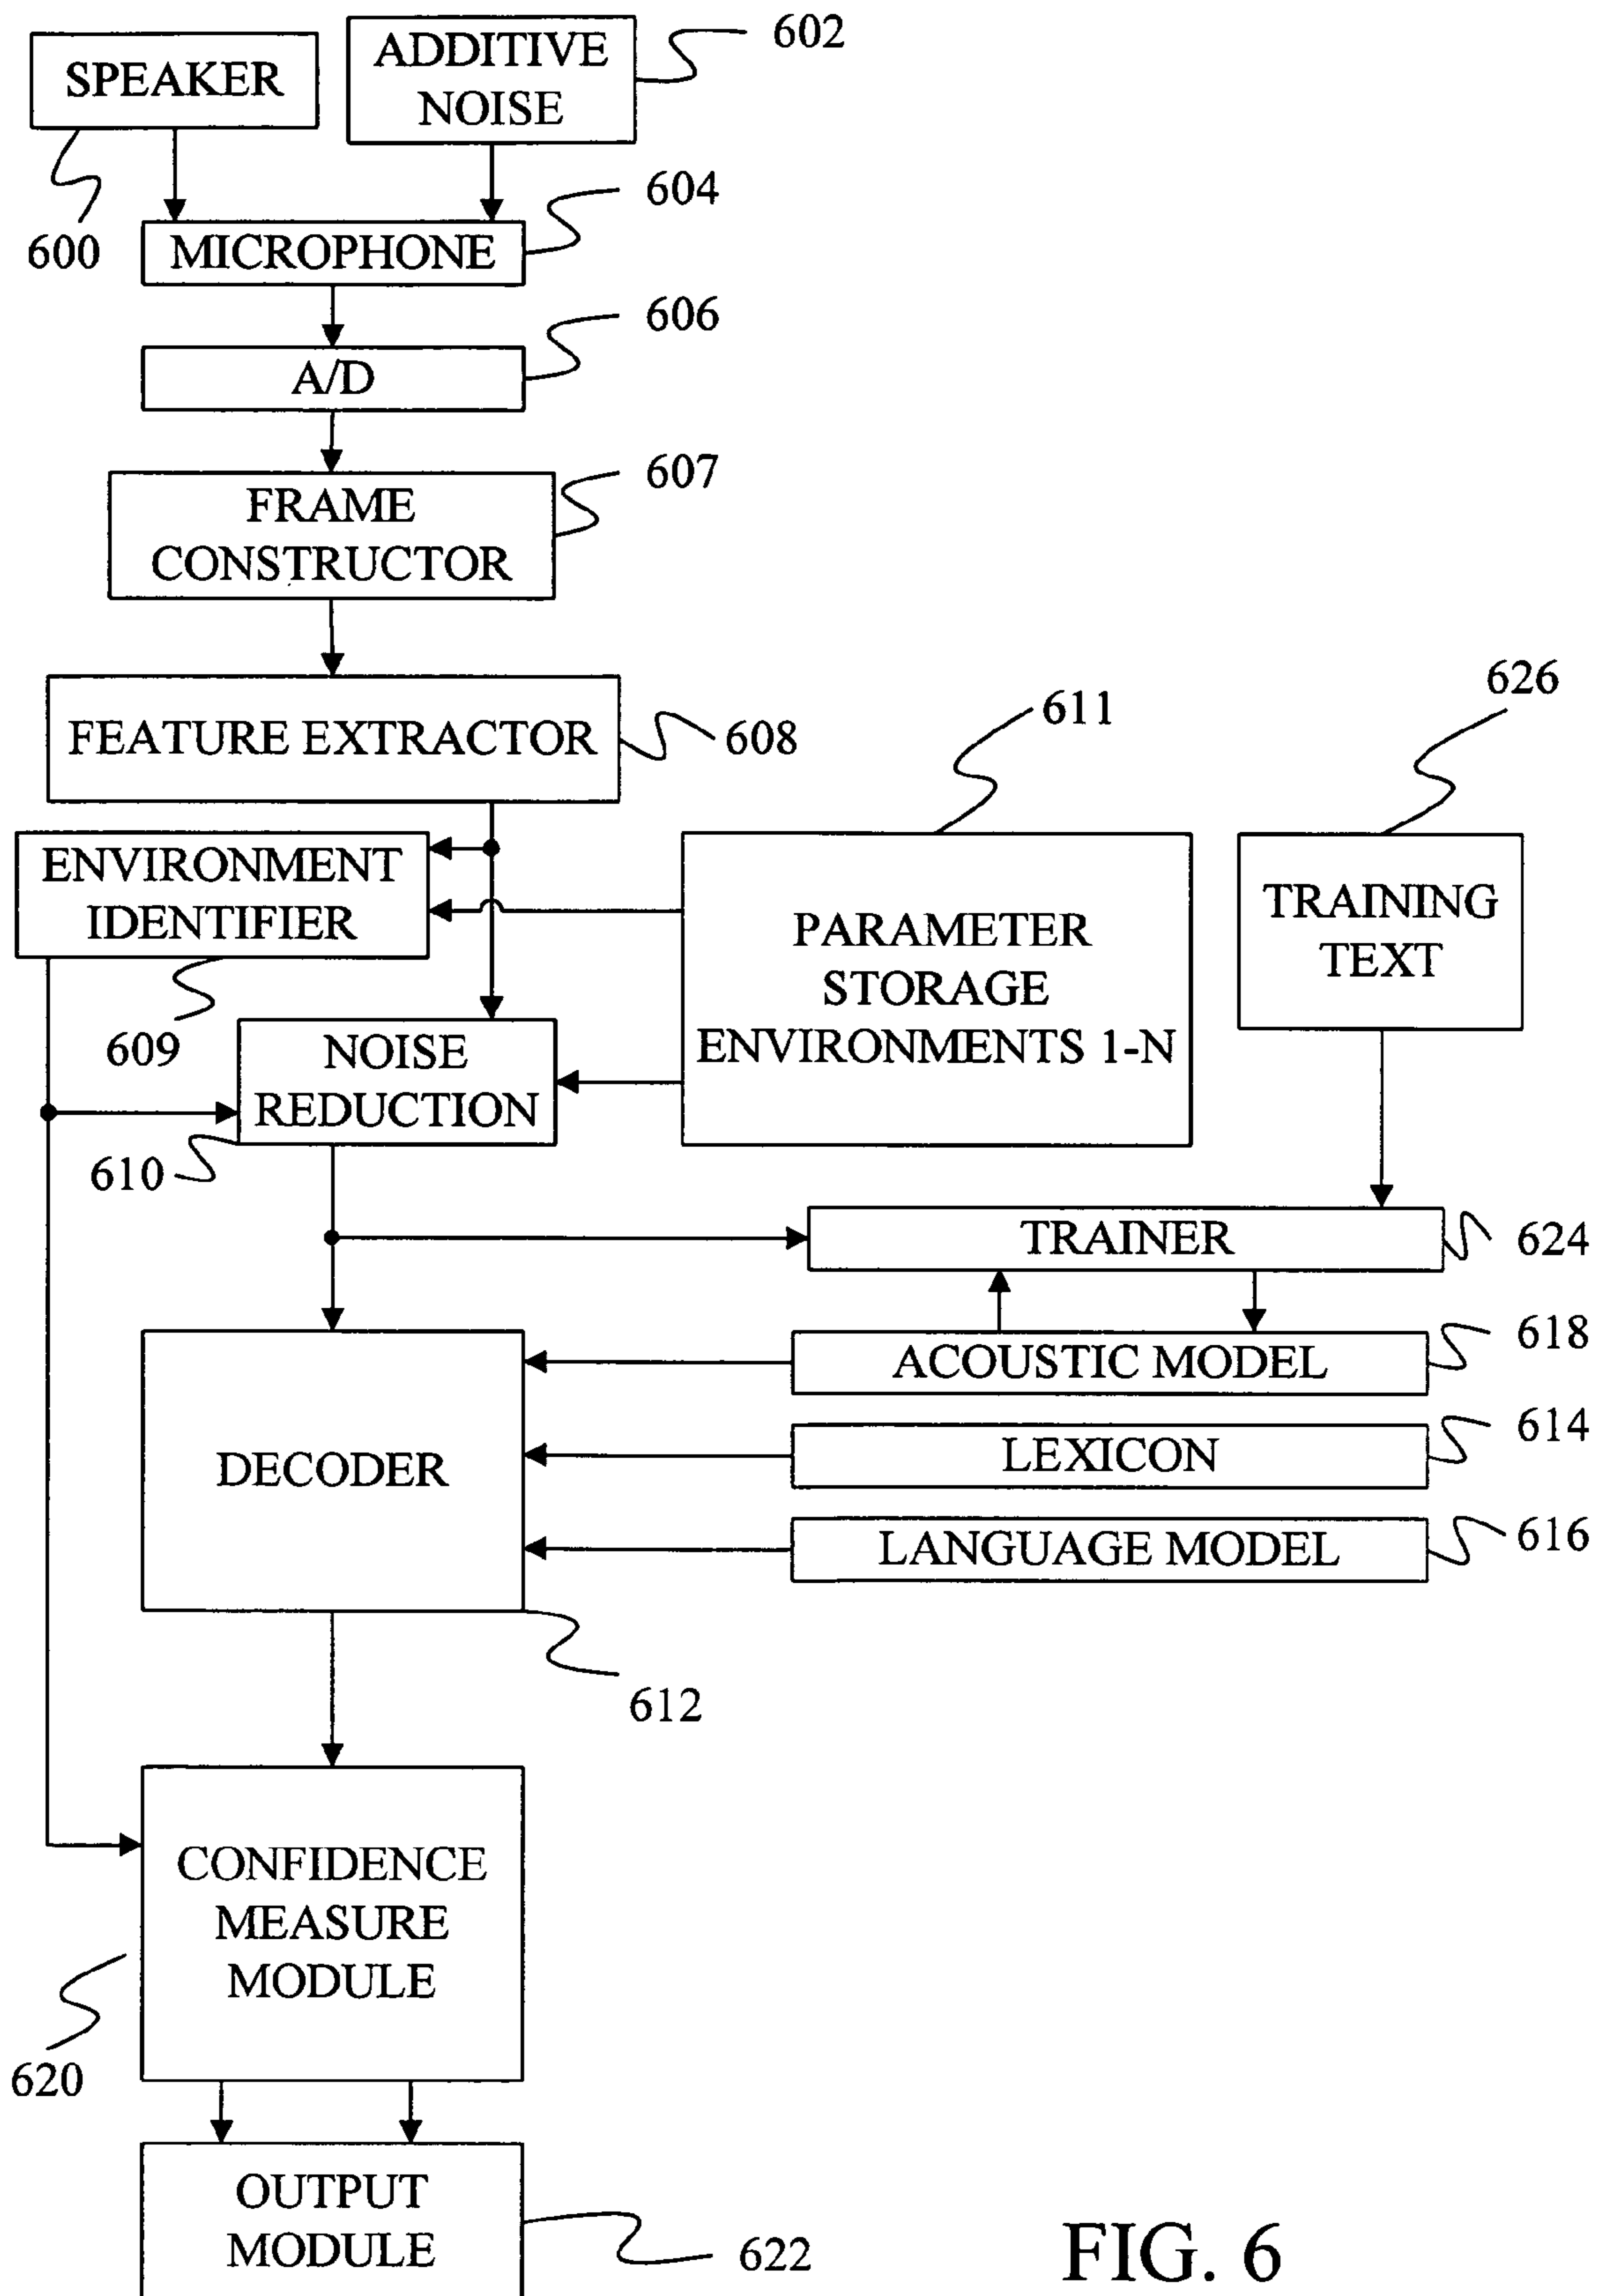 SPEAKER
ADDITIVE
NOISE
602
600
604
MICROPHONE
606
A/D
607
FRAME
CONSTRUCTOR
626
611
FEATURE EXTRACTOR
608
ENVIRONMENT
IDENTIFIER
609
PARAMETER
STORAGE
ENVIRONMENTS 1-N
TRAINING
TEXT
NOISE
REDUCTION
610
TRAINER
624
ACOUSTIC MODEL
618
LEXICON
614
LANGUAGE MODEL
616
DECODER
612
CONFIDENCE
MEASURE
MODULE
620
OUTPUT
MODULE
622
FIG. 6